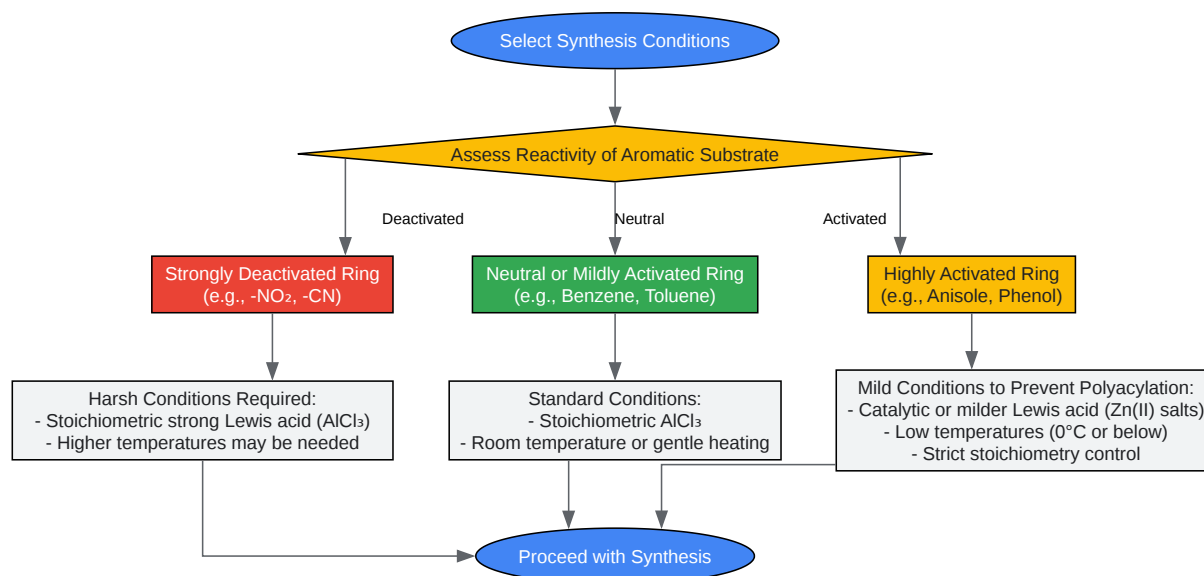 Select Synthesis Conditions
Assess Reactivity of Aromatic Substrate
Deactivated
Neutral
Activated
Strongly Deactivated Ring
(e.g., -NO₂, -CN)
Neutral or Mildly Activated Ring
(e.g., Benzene, Toluene)
Highly Activated Ring
(e.g., Anisole, Phenol)
Harsh Conditions Required:
- Stoichiometric strong Lewis acid (AlCl₃)
- Higher temperatures may be needed
Standard Conditions:
- Stoichiometric AlCl₃
- Room temperature or gentle heating
Mild Conditions to Prevent Polyacylation:
- Catalytic or milder Lewis acid (Zn(II) salts)
- Low temperatures (0°C or below)
- Strict stoichiometry control
Proceed with Synthesis